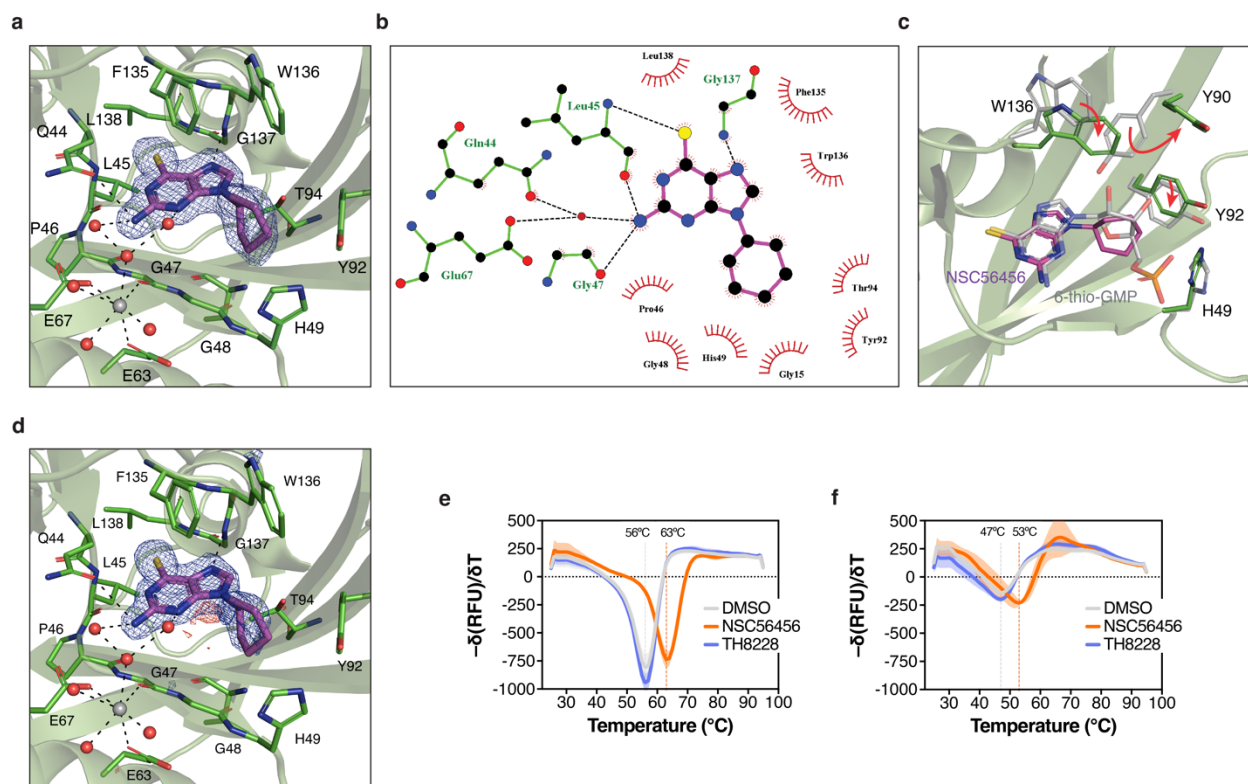 a
F135
W136
Q44
L138
G137
L45
T94
P46
G47
Y92
E67
G48
H49
E63
b
Leu138
Gly137
Phe135
Leu45
Gln44
Trp136
Glu67
Gly47
Pro46
Thr94
Tyr92
Gly48
His49
Gly15
c
W136
Y90
Y92
NSC56456
6-thio-GMP
H49
d
F135
W136
L138
Q44
G137
L45
T94
P46
G47
Y92
E67
G48
H49
E63
e
56ºC
63ºC
500
250
0
-250
-500
-750
-1000
−δ(RFU)/δT
DMSO
NSC56456
TH8228
20 30 40 50 60 70 80 90 100
Temperature (°C)
f
47ºC
53ºC
500
250
0
-250
-500
-750
-1000
−δ(RFU)/δT
DMSO
NSC56456
TH8228
20 30 40 50 60 70 80 90 100
Temperature (°C)